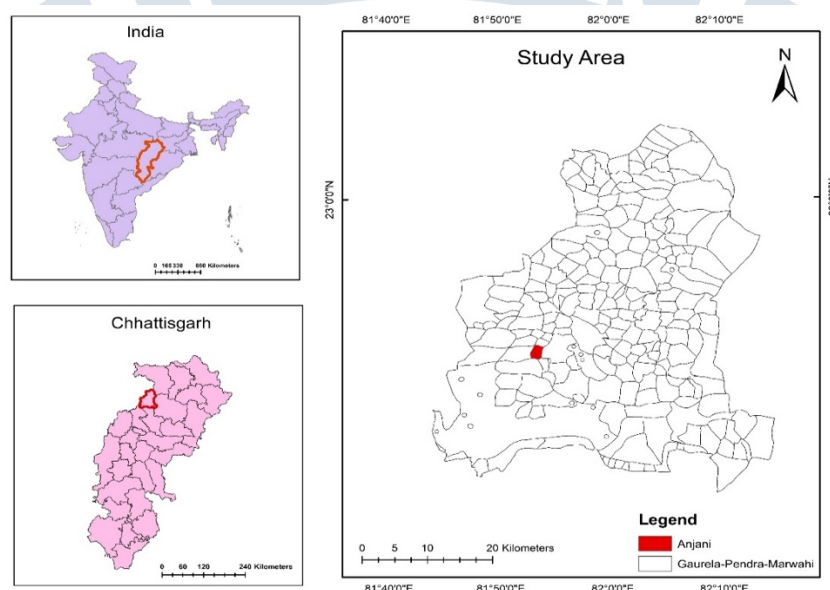 India
0 165 330 660 Kilometers
Chhattisgarh
0 60 120 240 Kilometers
81°40'0"E 81°50'0"E 82°0'0"E 82°10'0"E
Study Area
N
23°0'0"N
Legend
Anjani
Gaurela-Pendra-Marwahi
0 5 10 20 Kilometers
81°40'0"E 81°50'0"E 82°0'0"E 82°10'0"E